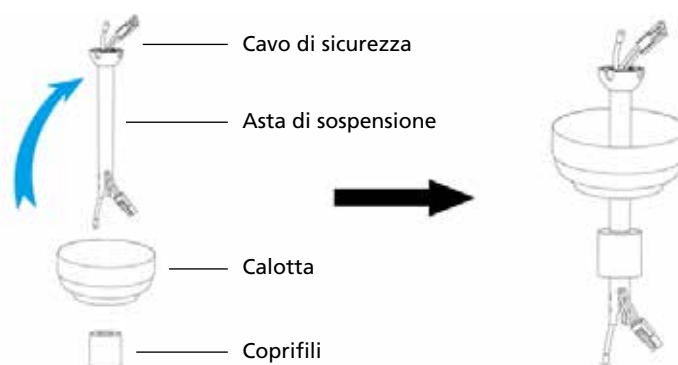 Cavo di sicurezza
Asta di sospensione
Calotta
Coprifili